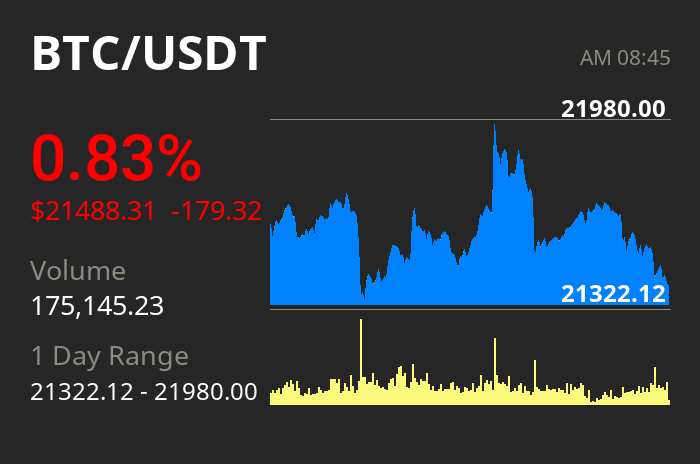 BTC/USDT
AM 08:45
21980.00
0.83%
$21488.31 -179.32
Volume
175,145.23
21322.12
1 Day Range
21322.12 - 21980.00